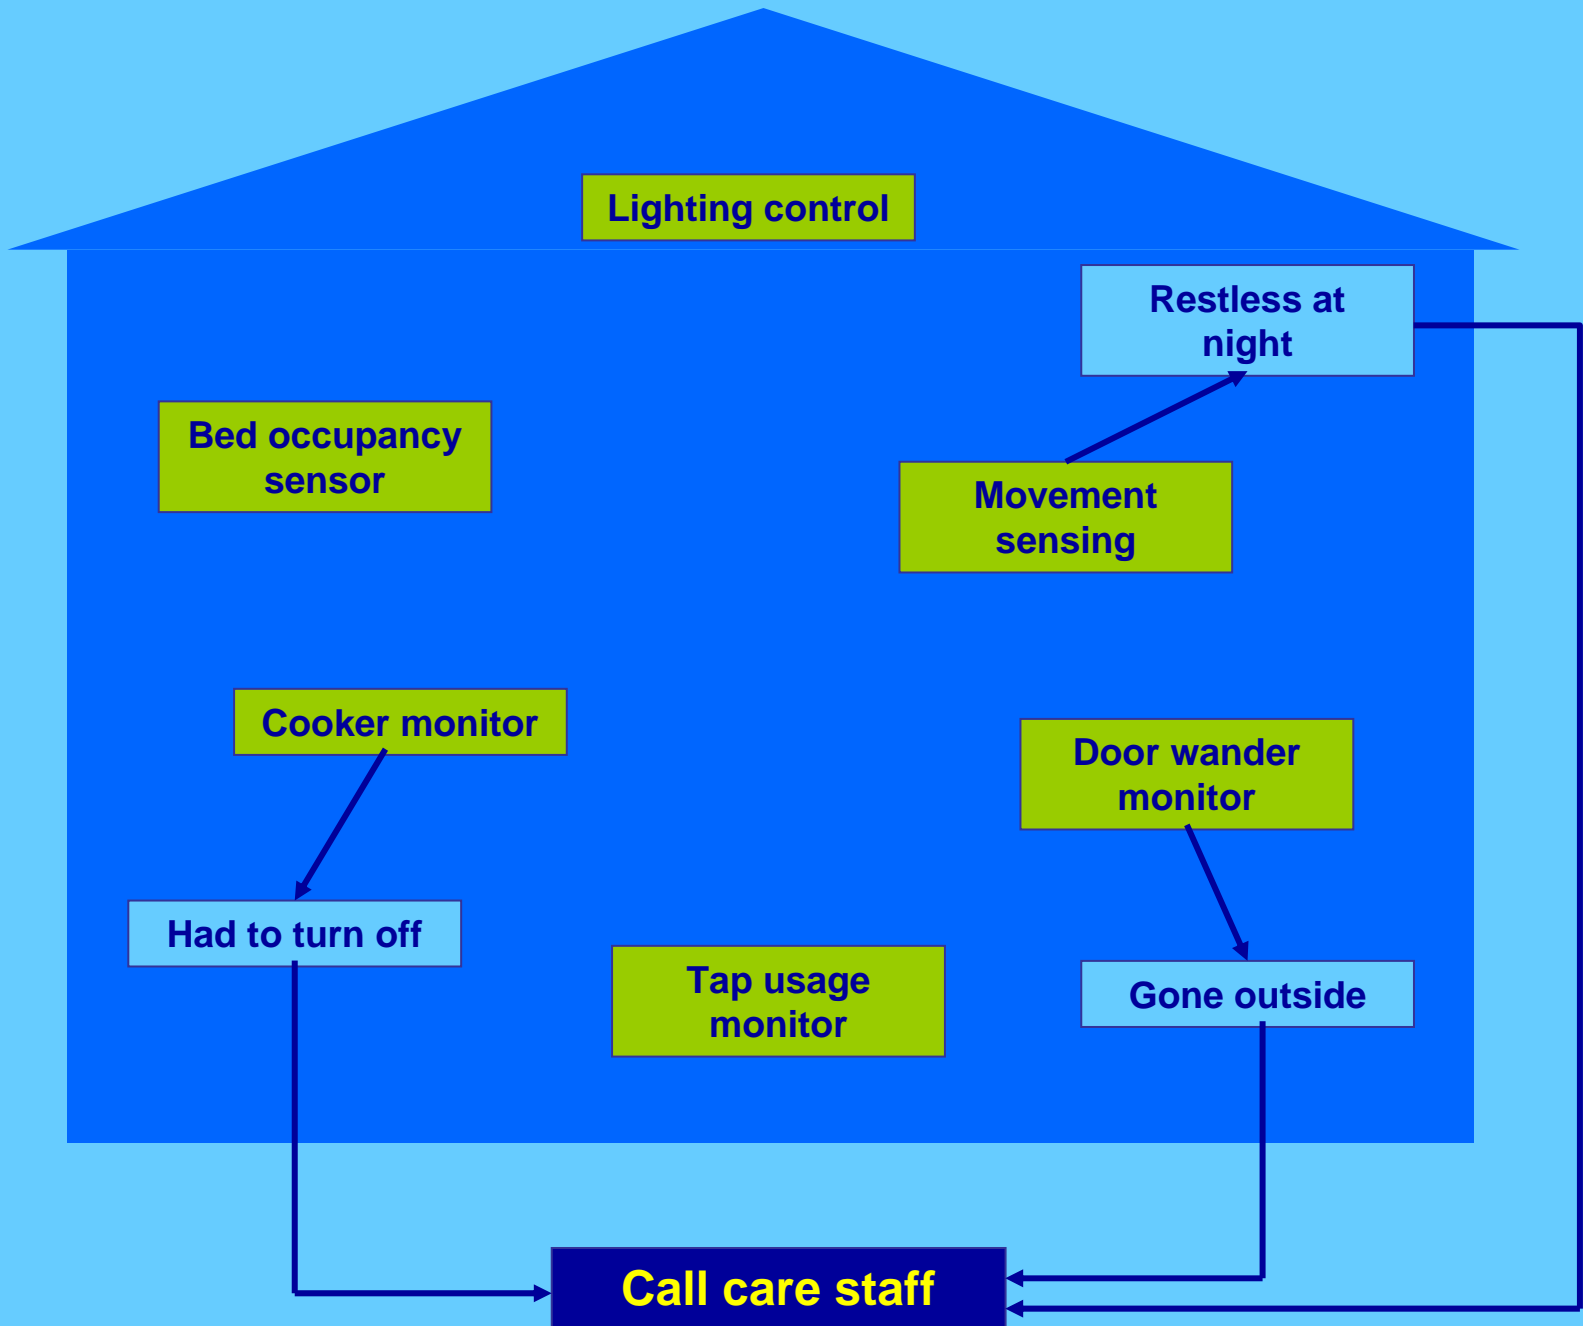 Lighting control
Restless at
night
Bed occupancy
sensor
Movement
sensing
Cooker monitor
Door wander
monitor
Had to turn off
Tap usage
monitor
Gone outside
Call care staff